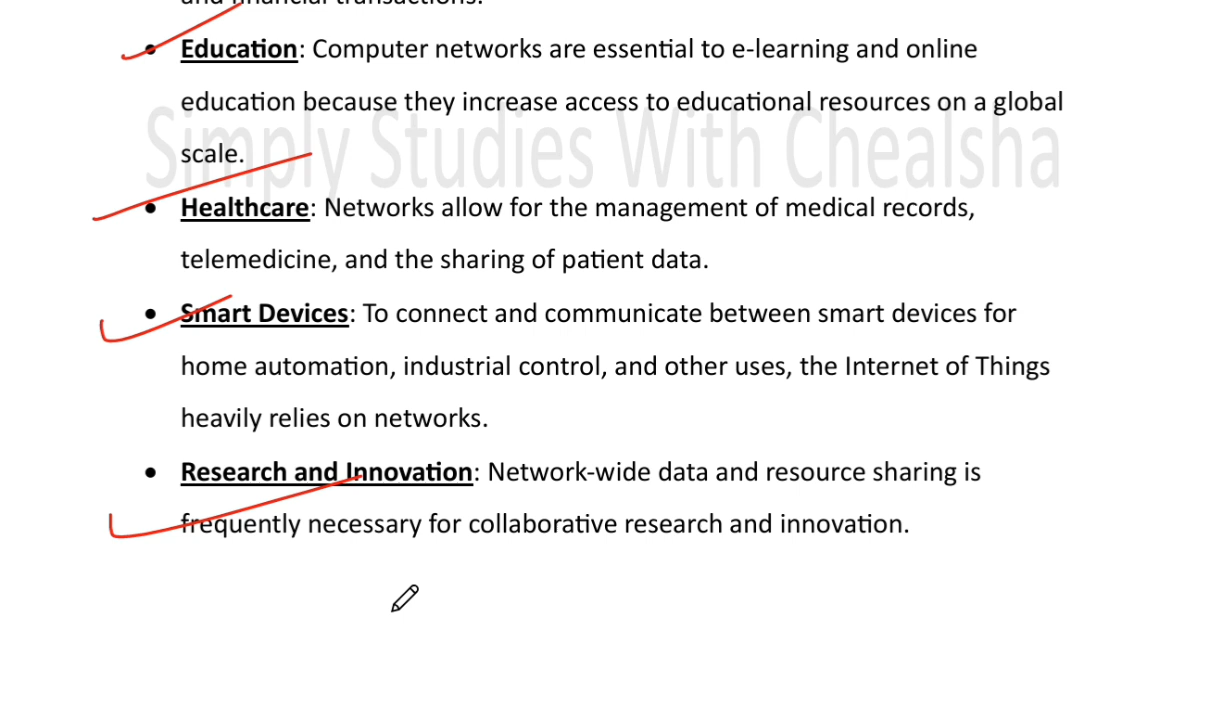 and financial transactions.
• Education: Computer networks are essential to e-learning and online
education because they increase access to educational resources on a global
scale.
Simply Studies With Chealsha
• Healthcare: Networks allow for the management of medical records,
telemedicine, and the sharing of patient data.
• Smart Devices: To connect and communicate between smart devices for
home automation, industrial control, and other uses, the Internet of Things
heavily relies on networks.
• Research and Innovation: Network-wide data and resource sharing is
frequently necessary for collaborative research and innovation.